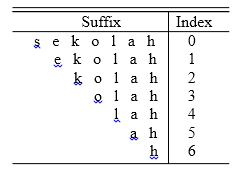 Suffix Index
s e k o l a h 0
e k o l a h 1
k o l a h 2
o l a h 3
l a h 4
a h 5
h 6